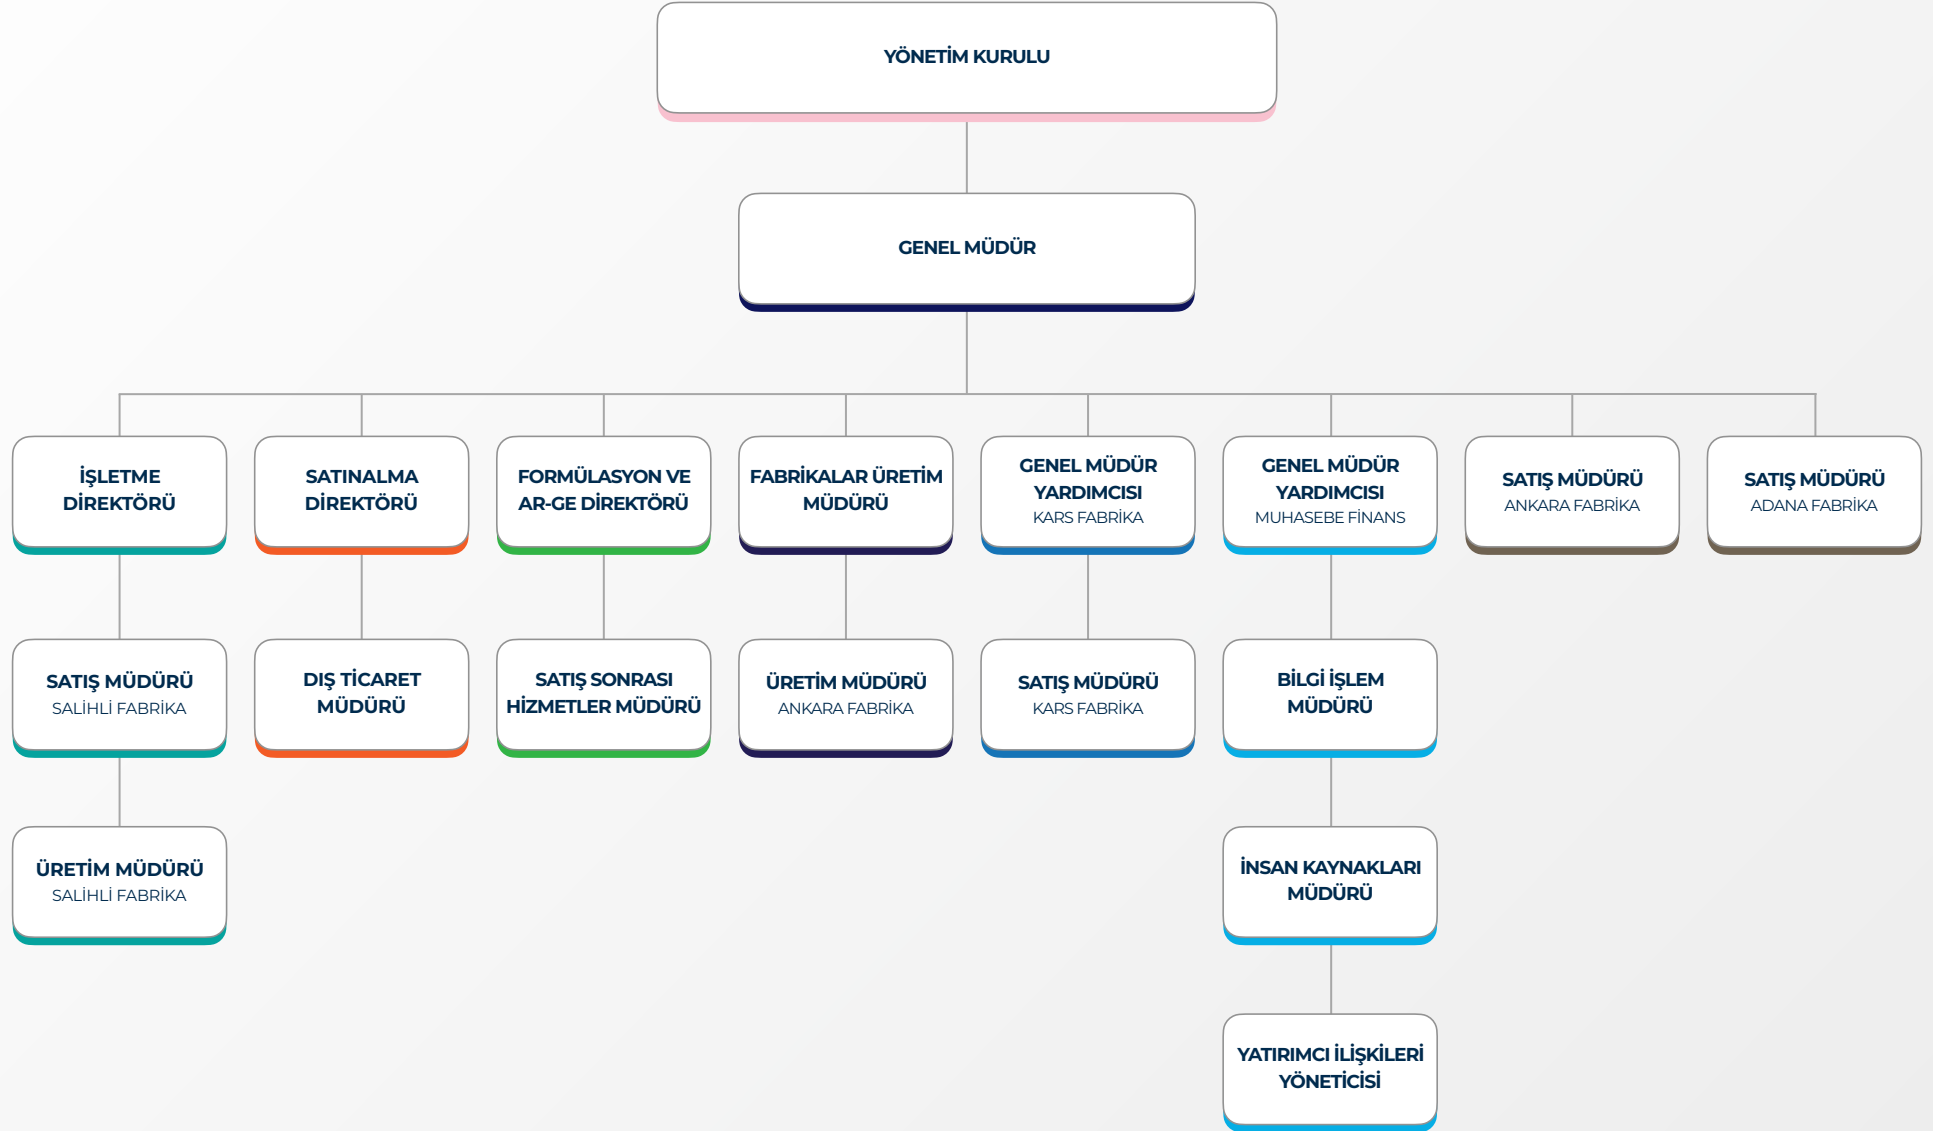 YÖNETİM KURULU
GENEL MÜDÜR
İŞLETME
DİREKTÖRÜ
SATINALMA
DİREKTÖRÜ
FORMÜLASYON VE
AR-GE DİREKTÖRÜ
FABRİKALAR ÜRETİM
MÜDÜRÜ
GENEL MÜDÜR
YARDIMCISI
KARS FABRİKA
GENEL MÜDÜR
YARDIMCISI
MUHASEBE FİNANS
SATIŞ MÜDÜRÜ
ANKARA FABRİKA
SATIŞ MÜDÜRÜ
ADANA FABRİKA
SATIŞ MÜDÜRÜ
SALİHLİ FABRİKA
DIŞ TİCARET
MÜDÜRÜ
SATIŞ SONRASI
HİZMETLER MÜDÜRÜ
ÜRETİM MÜDÜRÜ
ANKARA FABRİKA
SATIŞ MÜDÜRÜ
KARS FABRİKA
BİLGİ İŞLEM
MÜDÜRÜ
ÜRETİM MÜDÜRÜ
SALİHLİ FABRİKA
İNSAN KAYNAKLARI
MÜDÜRÜ
YATIRIMCI İLİŞKİLERİ
YÖNETİCİSİ